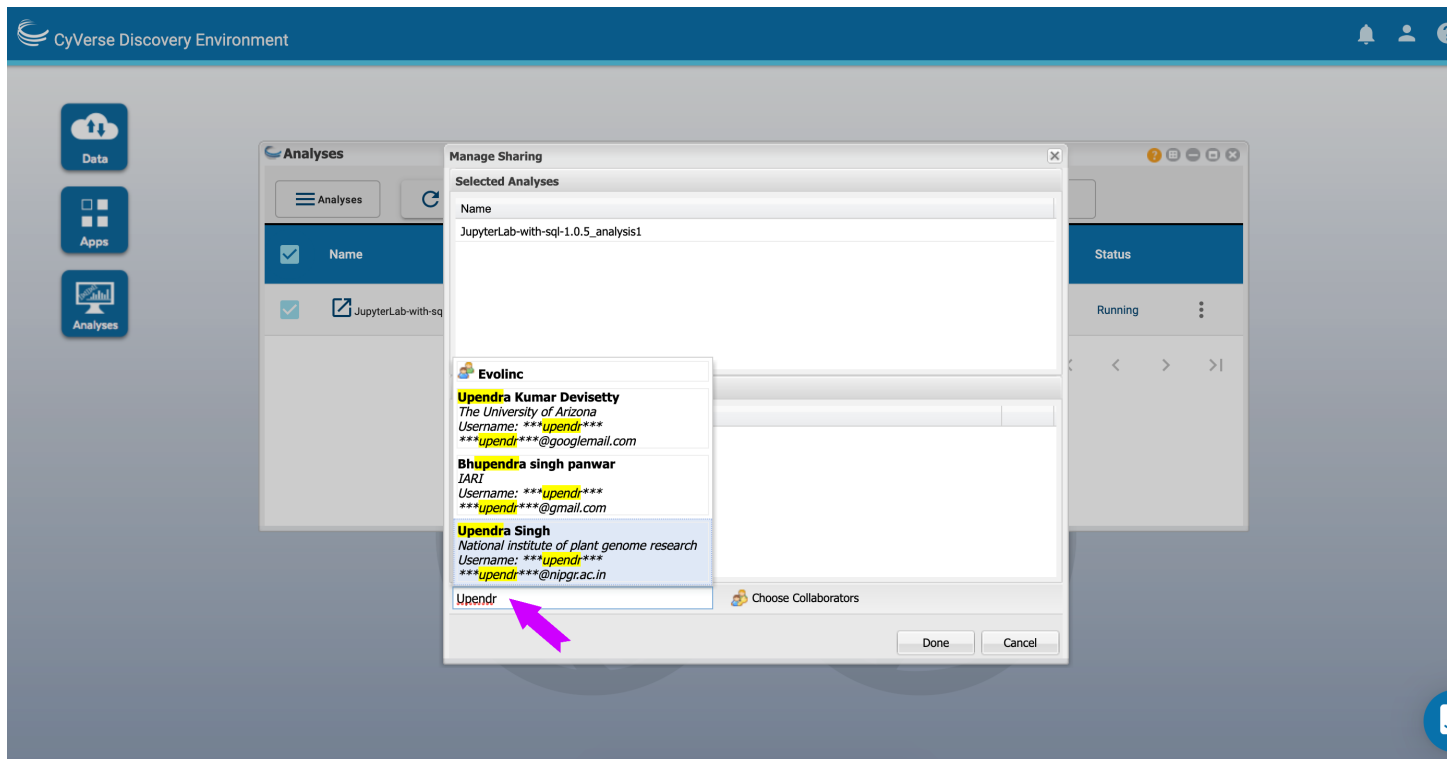 CyVerse Discovery Environment
Data
Apps
Analyses
Analyses
Analyses
Name
JupyterLab-with-sq
Status
Running
Manage Sharing
Selected Analyses
Name
JupyterLab-with-sql-1.0.5_analysis1
Evolinc
Upendra Kumar Devisetty
The University of Arizona
Username: ***upendr***
***upendr***@googlemail.com
Bhupendra singh panwar
IARI
Username: ***upendr***
***upendr***@gmail.com
Upendra Singh
National institute of plant genome research
Username: ***upendr***
***upendr***@nipgr.ac.in
Upendr
Choose Collaborators
Done
Cancel